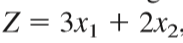 Z = 3x₁ + 2x₂,